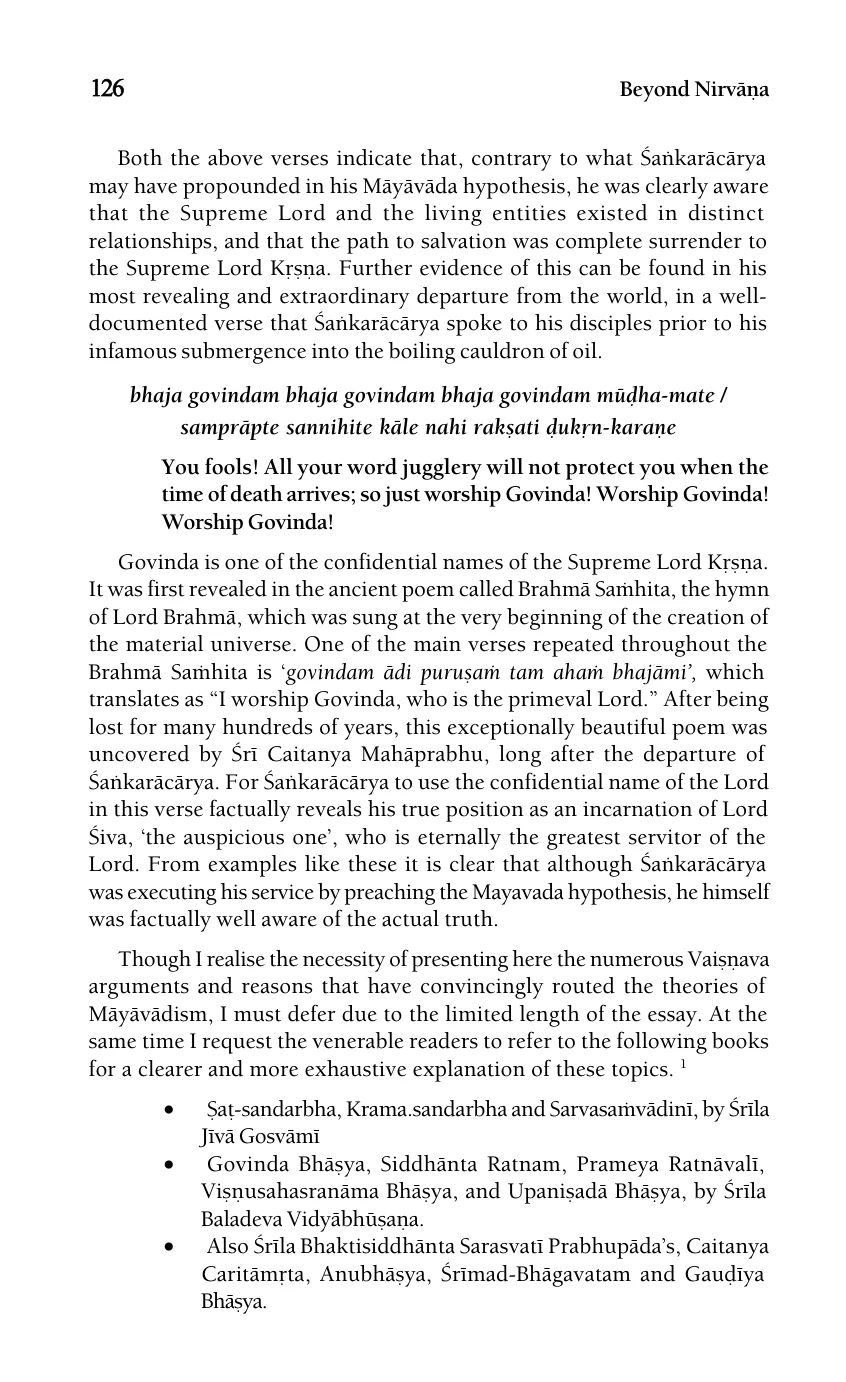 126 Beyond Nirvāṇa
Both the above verses indicate that, contrary to what Śaṅkarācārya
may have propounded in his Māyāvāda hypothesis, he was clearly aware
that the Supreme Lord and the living entities existed in distinct
relationships, and that the path to salvation was complete surrender to
the Supreme Lord Kṛṣṇa. Further evidence of this can be found in his
most revealing and extraordinary departure from the world, in a well-
documented verse that Śaṅkarācārya spoke to his disciples prior to his
infamous submergence into the boiling cauldron of oil.
bhaja govindam bhaja govindam bhaja govindam mūḍha-mate /
samprāpte sannihite kāle nahi rakṣati ḍukṛn-karaṇe
You fools! All your word jugglery will not protect you when the
time of death arrives; so just worship Govinda! Worship Govinda!
Worship Govinda!
Govinda is one of the confidential names of the Supreme Lord Kṛṣṇa.
It was first revealed in the ancient poem called Brahmā Saṁhita, the hymn
of Lord Brahmā, which was sung at the very beginning of the creation of
the material universe. One of the main verses repeated throughout the
Brahmā Saṁhita is ‘govindam ādi puruṣaṁ tam ahaṁ bhajāmi’, which
translates as “I worship Govinda, who is the primeval Lord.” After being
lost for many hundreds of years, this exceptionally beautiful poem was
uncovered by Śrī Caitanya Mahāprabhu, long after the departure of
Śaṅkarācārya. For Śaṅkarācārya to use the confidential name of the Lord
in this verse factually reveals his true position as an incarnation of Lord
Śiva, ‘the auspicious one’, who is eternally the greatest servitor of the
Lord. From examples like these it is clear that although Śaṅkarācārya
was executing his service by preaching the Mayavada hypothesis, he himself
was factually well aware of the actual truth.
Though I realise the necessity of presenting here the numerous Vaiṣṇava
arguments and reasons that have convincingly routed the theories of
Māyāvādism, I must defer due to the limited length of the essay. At the
same time I request the venerable readers to refer to the following books
for a clearer and more exhaustive explanation of these topics. 1
• Ṣaṭ-sandarbha, Krama.sandarbha and Sarvasaṁvādinī, by Śrīla
Jīvā Gosvāmī
• Govinda Bhāṣya, Siddhānta Ratnam, Prameya Ratnāvalī,
Viṣṇusahasranāma Bhāṣya, and Upaniṣadā Bhāṣya, by Śrīla
Baladeva Vidyābhūṣaṇa.
• Also Śrīla Bhaktisiddhānta Sarasvatī Prabhupāda’s, Caitanya
Caritāmṛta, Anubhāṣya, Śrīmad-Bhāgavatam and Gauḍīya
Bhāṣya.